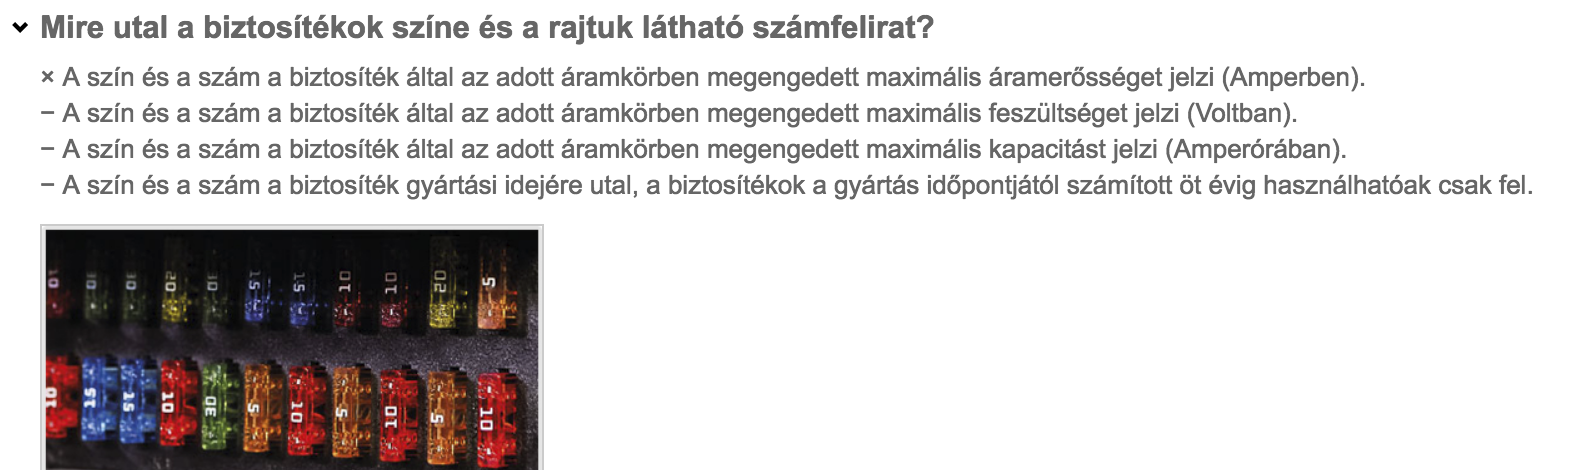 Mire utal a biztosítékok színe és a rajtuk látható számfelirat?
× A szín és a szám a biztosíték által az adott áramkörben megengedett maximális áramerősséget jelzi (Amperben).
− A szín és a szám a biztosíték által az adott áramkörben megengedett maximális feszültséget jelzi (Voltban).
− A szín és a szám a biztosíték által az adott áramkörben megengedett maximális kapacitást jelzi (Amperórában).
− A szín és a szám a biztosíték gyártási idejére utal, a biztosítékok a gyártás időpontjától számított öt évig használhatóak csak fel.
10 30 30 20 30 15 15 10 10 20 5
10 15 15 10 30 5 10 5 10 5 10